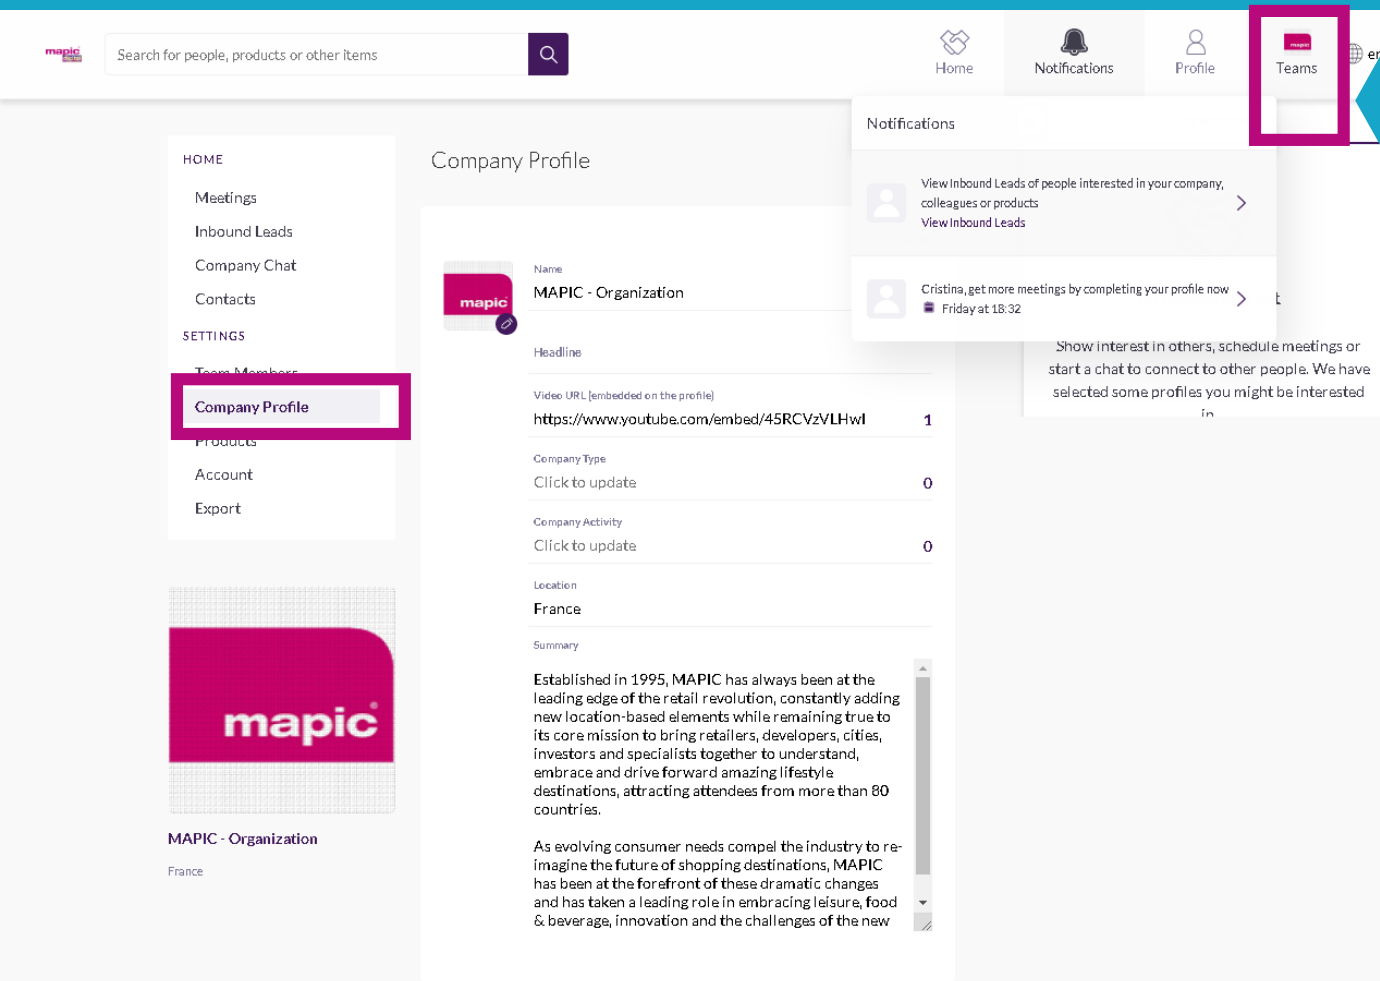 mapic
Search for people, products or other items
Home
Notifications
Profile
mapic
Teams
Notifications
View Inbound Leads of people interested in your company,
colleagues or products
View Inbound Leads
Cristina, get more meetings by completing your profile now
Friday at 18:32
HOME
Meetings
Inbound Leads
Company Chat
Contacts
SETTINGS
Team Members
Company Profile
Products
Account
Export
mapic
MAPIC - Organization
France
Company Profile
mapic
Name
MAPIC - Organization
Headline
Video URL (embedded on the profile)
https://www.youtube.com/embed/45RCVzVLHwI 1
Company Type
Click to update 0
Company Activity
Click to update 0
Location
France
Summary
Established in 1995, MAPIC has always been at the
leading edge of the retail revolution, constantly adding
new location-based elements while remaining true to
its core mission to bring retailers, developers, cities,
investors and specialists together to understand,
embrace and drive forward amazing lifestyle
destinations, attracting attendees from more than 80
countries.
As evolving consumer needs compel the industry to re-
imagine the future of shopping destinations, MAPIC
has been at the forefront of these dramatic changes
and has taken a leading role in embracing leisure, food
& beverage, innovation and the challenges of the new
Show interest in others, schedule meetings or
start a chat to connect to other people. We have
selected some profiles you might be interested
in